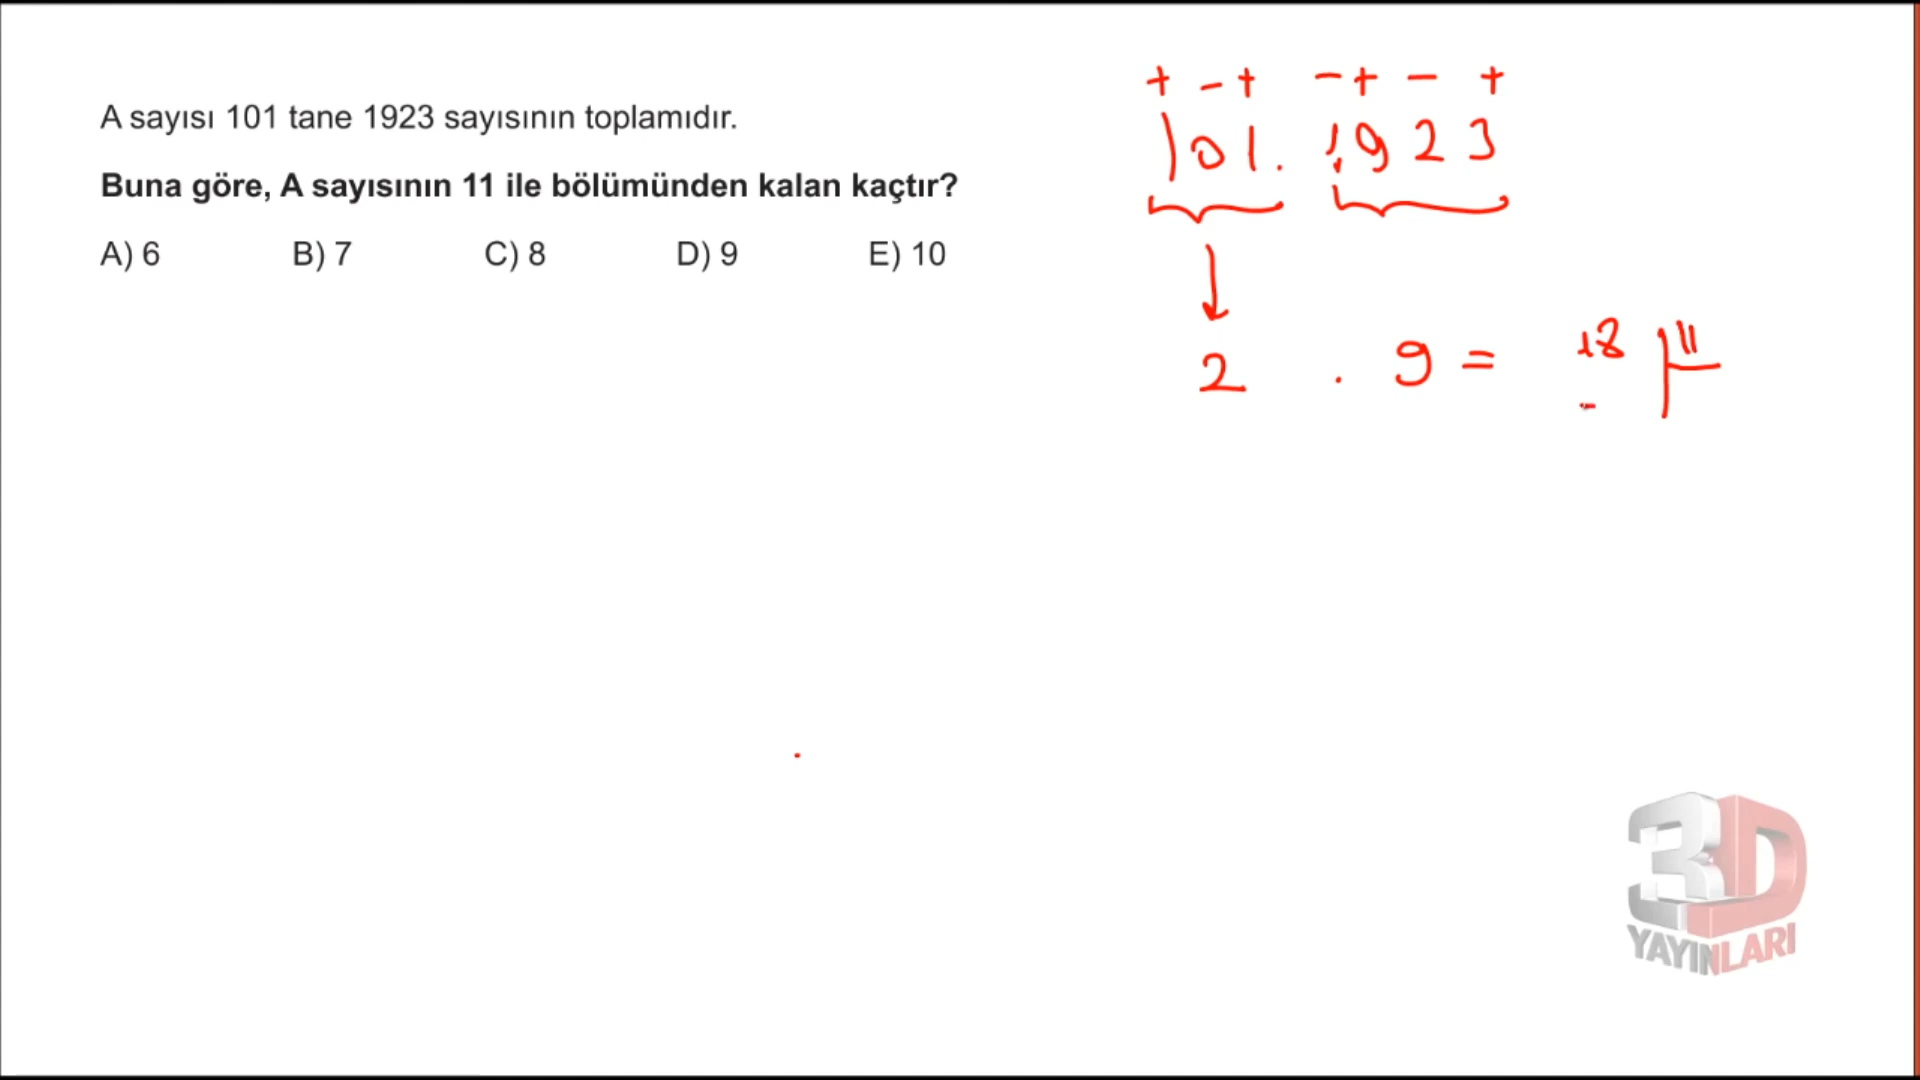 A sayısı 101 tane 1923 sayısının toplamıdır.
Buna göre, A sayısının 11 ile bölümünden kalan kaçtır?
A) 6 B) 7 C) 8 D) 9 E) 10
+ - + - + - +
101 . 1923
2 . 9 = 18 11
-
3D
YAYINLARI